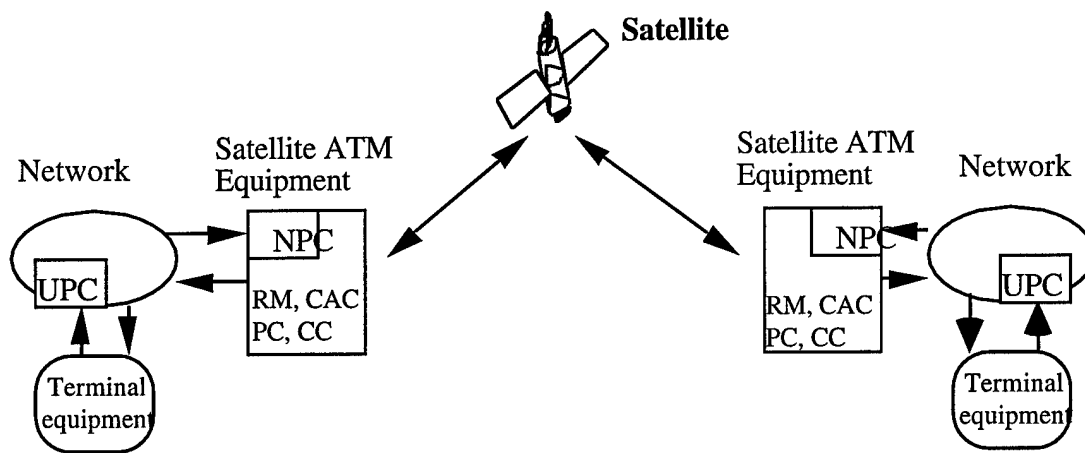 Satellite
Satellite ATM
Equipment
Network
NPC
UPC
RM, CAC
PC, CC
Terminal
equipment
Satellite ATM
Equipment
Network
NPC
UPC
RM, CAC
PC, CC
Terminal
equipment